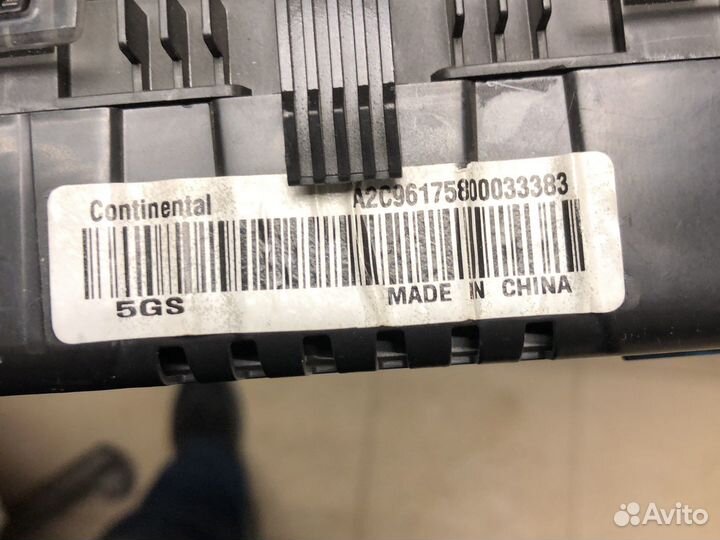 Continental
A2C96175800033383
5GS
MADE IN CHINA
Avito